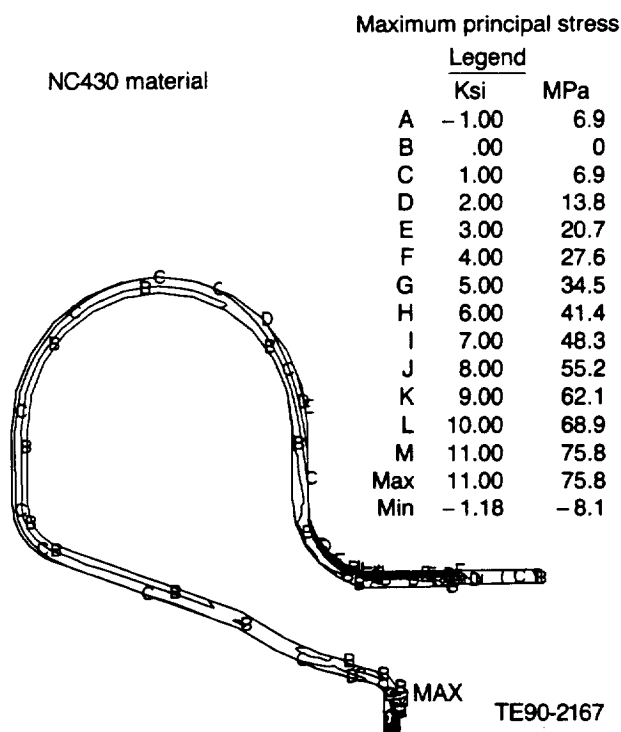 Maximum principal stress
Legend
NC430 material
Ksi MPa
A -1.00 6.9
B .00 0
C 1.00 6.9
D 2.00 13.8
E 3.00 20.7
F 4.00 27.6
G 5.00 34.5
H 6.00 41.4
I 7.00 48.3
J 8.00 55.2
K 9.00 62.1
L 10.00 68.9
M 11.00 75.8
Max 11.00 75.8
Min -1.18 -8.1
C
B
C
C
D
B
B
C
C
B
B
C
C
B
C
B
C
B
B
C
B
B
MAX
TE90-2167